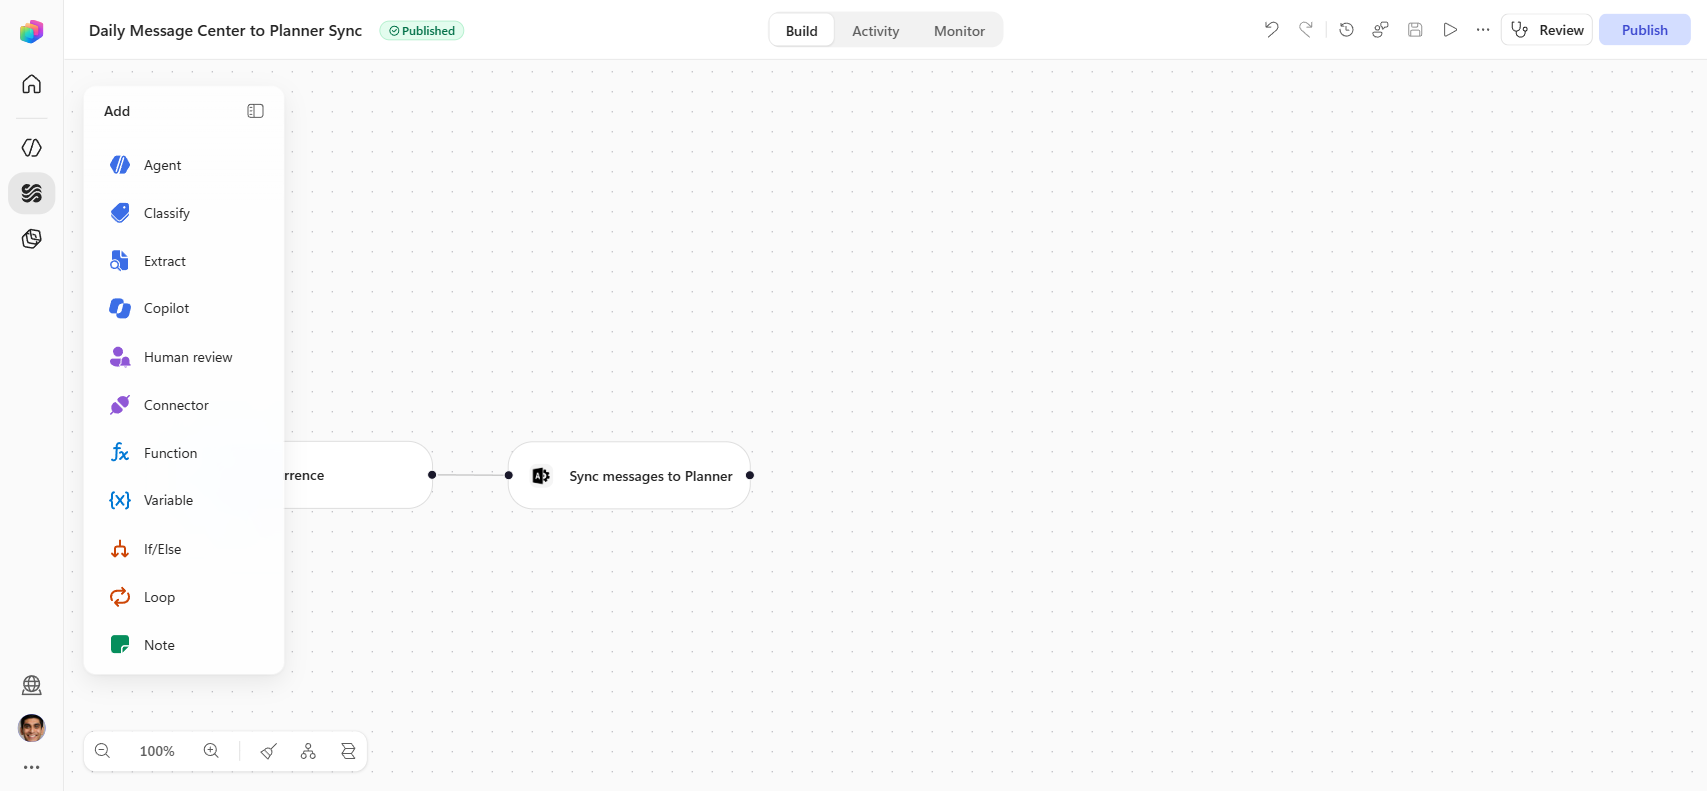 Daily Message Center to Planner Sync
Published
Build
Activity
Monitor
Review
Publish
Add
Agent
Classify
Extract
Copilot
Human review
Connector
Function
Variable
If/Else
Loop
Note
rrence
Sync messages to Planner
100%